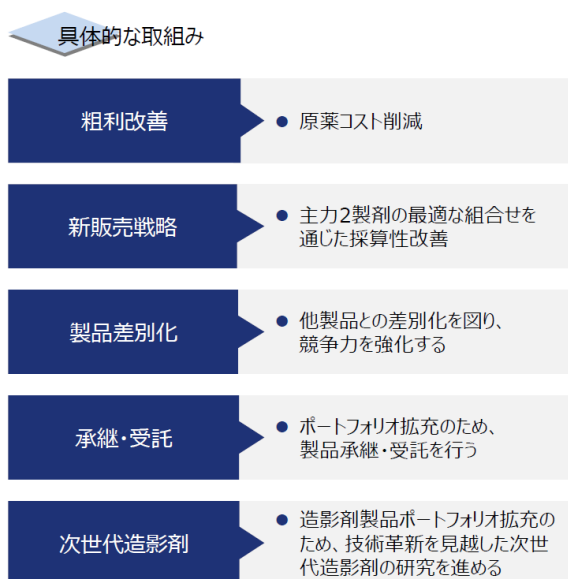 具体的な取組み
粗利改善
● 原薬コスト削減
新販売戦略
● 主力2製剤の最適な組合せを
通じた採算性改善
製品差別化
● 他製品との差別化を図り、
競争力を強化する
承継・受託
● ポートフォリオ拡充のため、
製品承継・受託を行う
次世代造影剤
● 造影剤製品ポートフォリオ拡充の
ため、技術革新を見越した次世
代造影剤の研究を進める